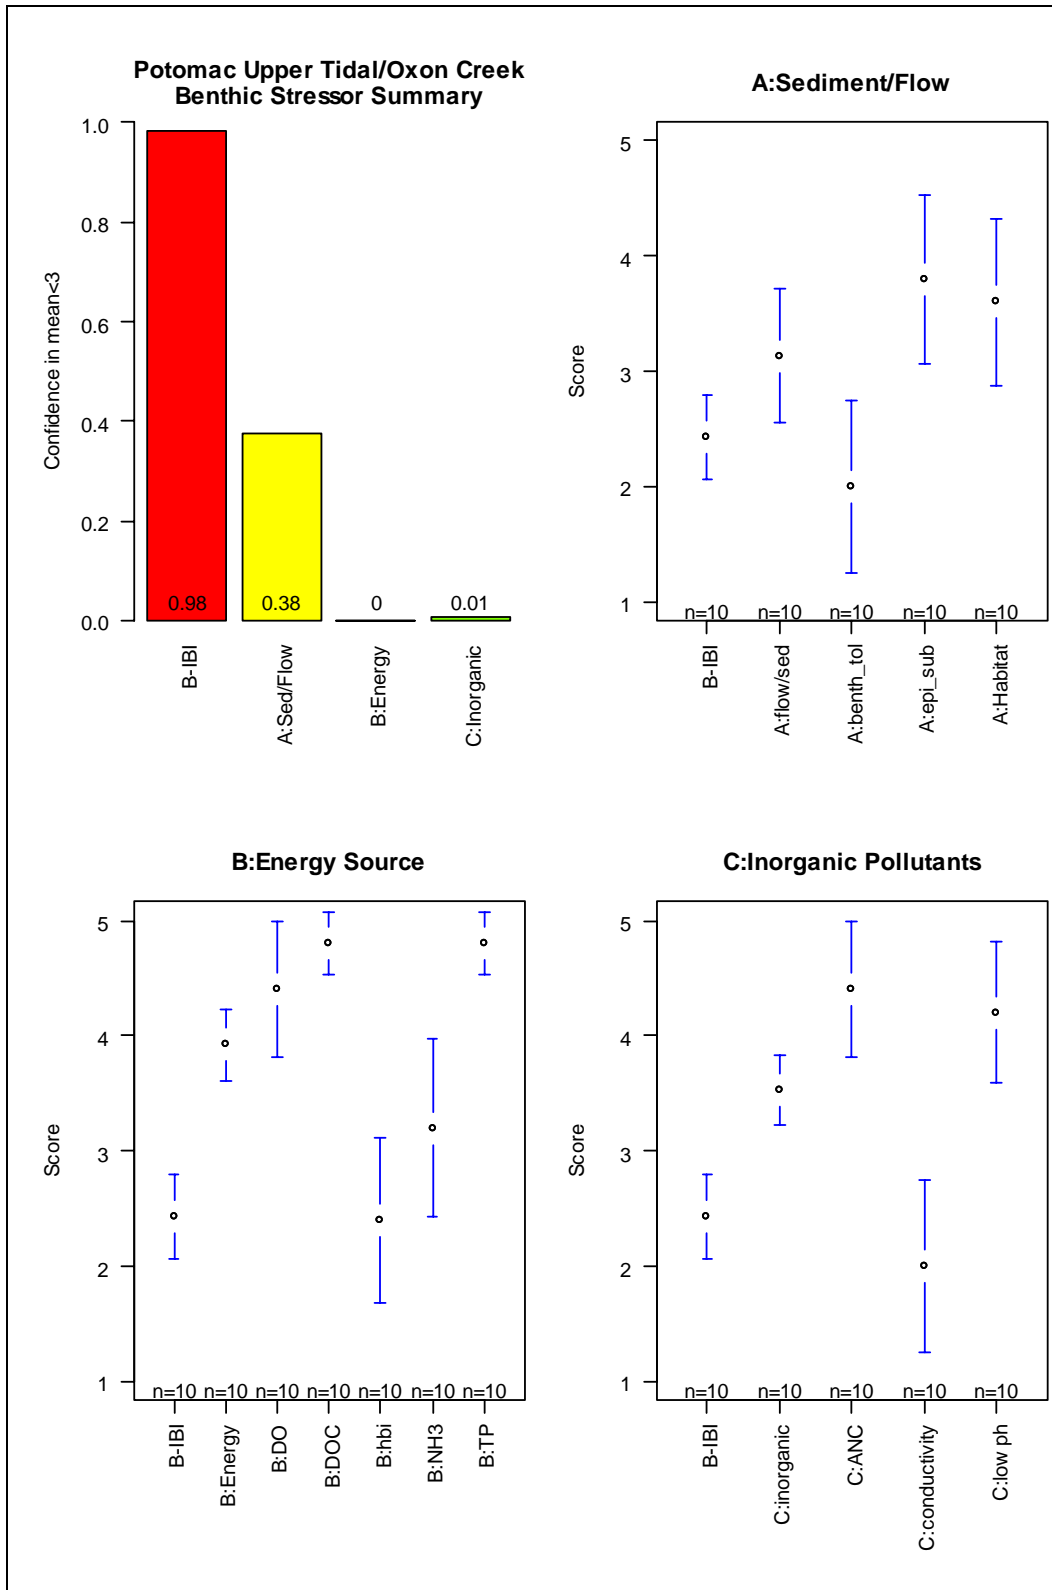 Potomac Upper Tidal/Oxon Creek
Benthic Stressor Summary
Confidence in mean<3
1.0
0.8
0.6
0.4
0.2
0.0
0.98
0.38
0
0.01
B-IBI
A:Sed/Flow
B:Energy
C:Inorganic
A:Sediment/Flow
Score
5
4
3
2
1
n=10
n=10
n=10
n=10
n=10
B-IBI
A:flow/sed
A:benth_tol
A:epi_sub
A:Habitat
B:Energy Source
Score
5
4
3
2
1
n=10
n=10
n=10
n=10
n=10
n=10
n=10
B-IBI
B:Energy
B:DO
B:DOC
B:hbi
B:NH3
B:TP
C:Inorganic Pollutants
Score
5
4
3
2
1
n=10
n=10
n=10
n=10
n=10
B-IBI
C:inorganic
C:ANC
C:conductivity
C:low ph